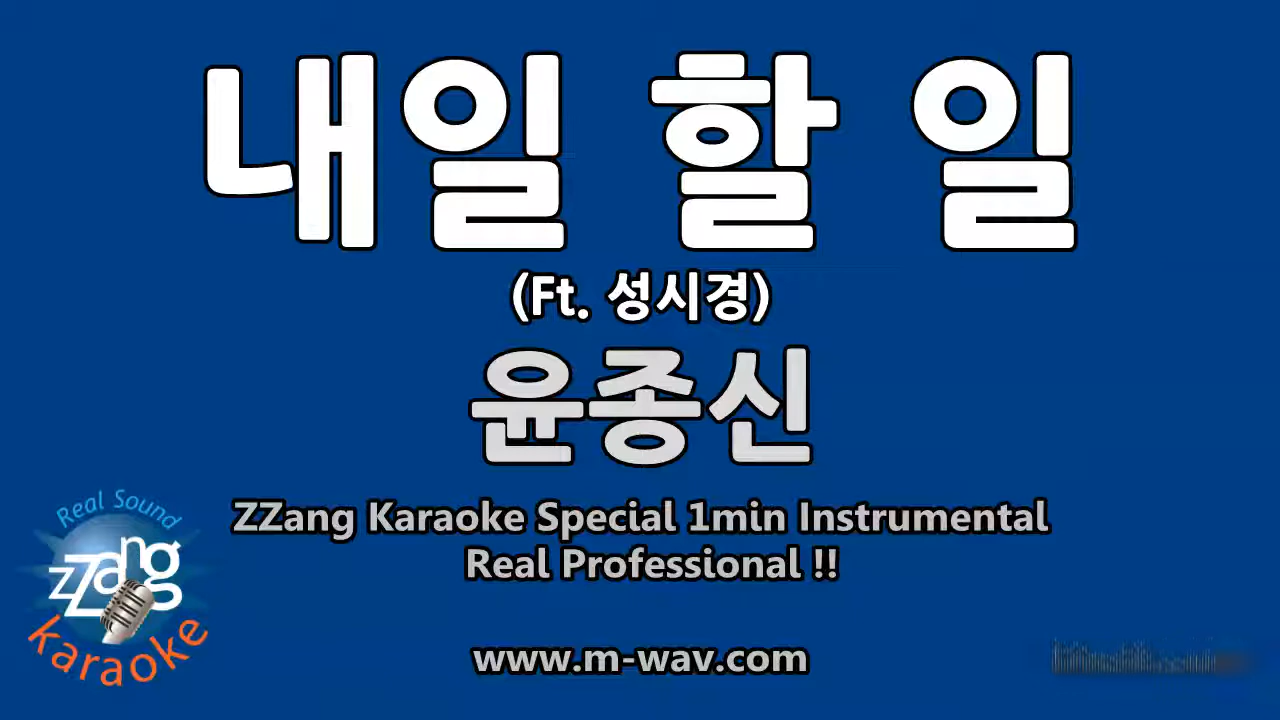 내일 할 일
(Ft. 성시경)
윤종신
ZZang Karaoke Special 1min Instrumental
Real Professional !!
www.m-wav.com
Real Sound
zZang
karaoke